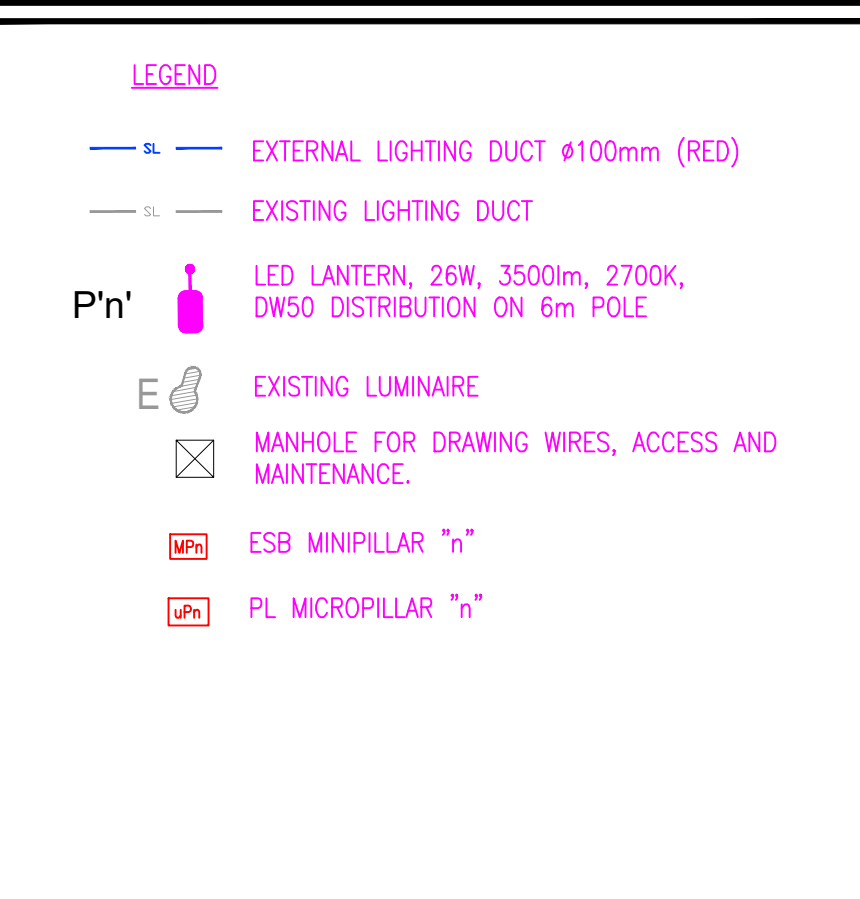 LEGEND
SL EXTERNAL LIGHTING DUCT ø100mm (RED)
SL EXISTING LIGHTING DUCT
P'n' LED LANTERN, 26W, 3500lm, 2700K,
DW50 DISTRIBUTION ON 6m POLE
E EXISTING LUMINAIRE
MANHOLE FOR DRAWING WIRES, ACCESS AND
MAINTENANCE.
MPn ESB MINIPILLAR "n"
uPn PL MICROPILLAR "n"